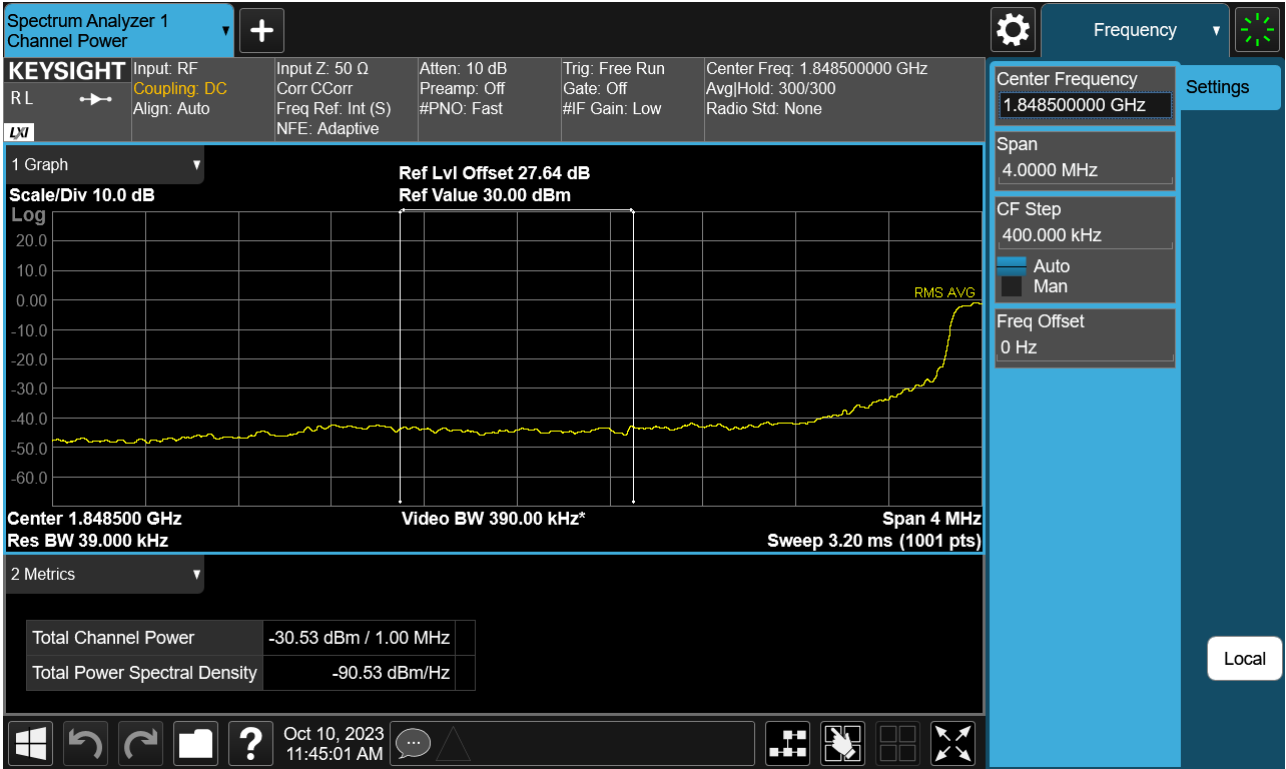 Spectrum Analyzer 1
Channel Power
+
Frequency
KEYSIGHT
R L
LXI
Input: RF
Coupling: DC
Align: Auto
Input Z: 50 Ω
Corr CCorr
Freq Ref: Int (S)
NFE: Adaptive
Atten: 10 dB
Preamp: Off
#PNO: Fast
Trig: Free Run
Gate: Off
#IF Gain: Low
Center Freq: 1.848500000 GHz
Avg|Hold: 300/300
Radio Std: None
1 Graph
Scale/Div 10.0 dB
Ref Lvl Offset 27.64 dB
Ref Value 30.00 dBm
Log
20.0
10.0
0.00
-10.0
-20.0
-30.0
-40.0
-50.0
-60.0
RMS AVG
Center 1.848500 GHz
Video BW 390.00 kHz*
Span 4 MHz
Res BW 39.000 kHz
Sweep 3.20 ms (1001 pts)
2 Metrics
Total Channel Power -30.53 dBm / 1.00 MHz
Total Power Spectral Density -90.53 dBm/Hz
Center Frequency
1.848500000 GHz
Span
4.0000 MHz
CF Step
400.000 kHz
Auto
Man
Freq Offset
0 Hz
Settings
Local
?
Oct 10, 2023
11:45:01 AM